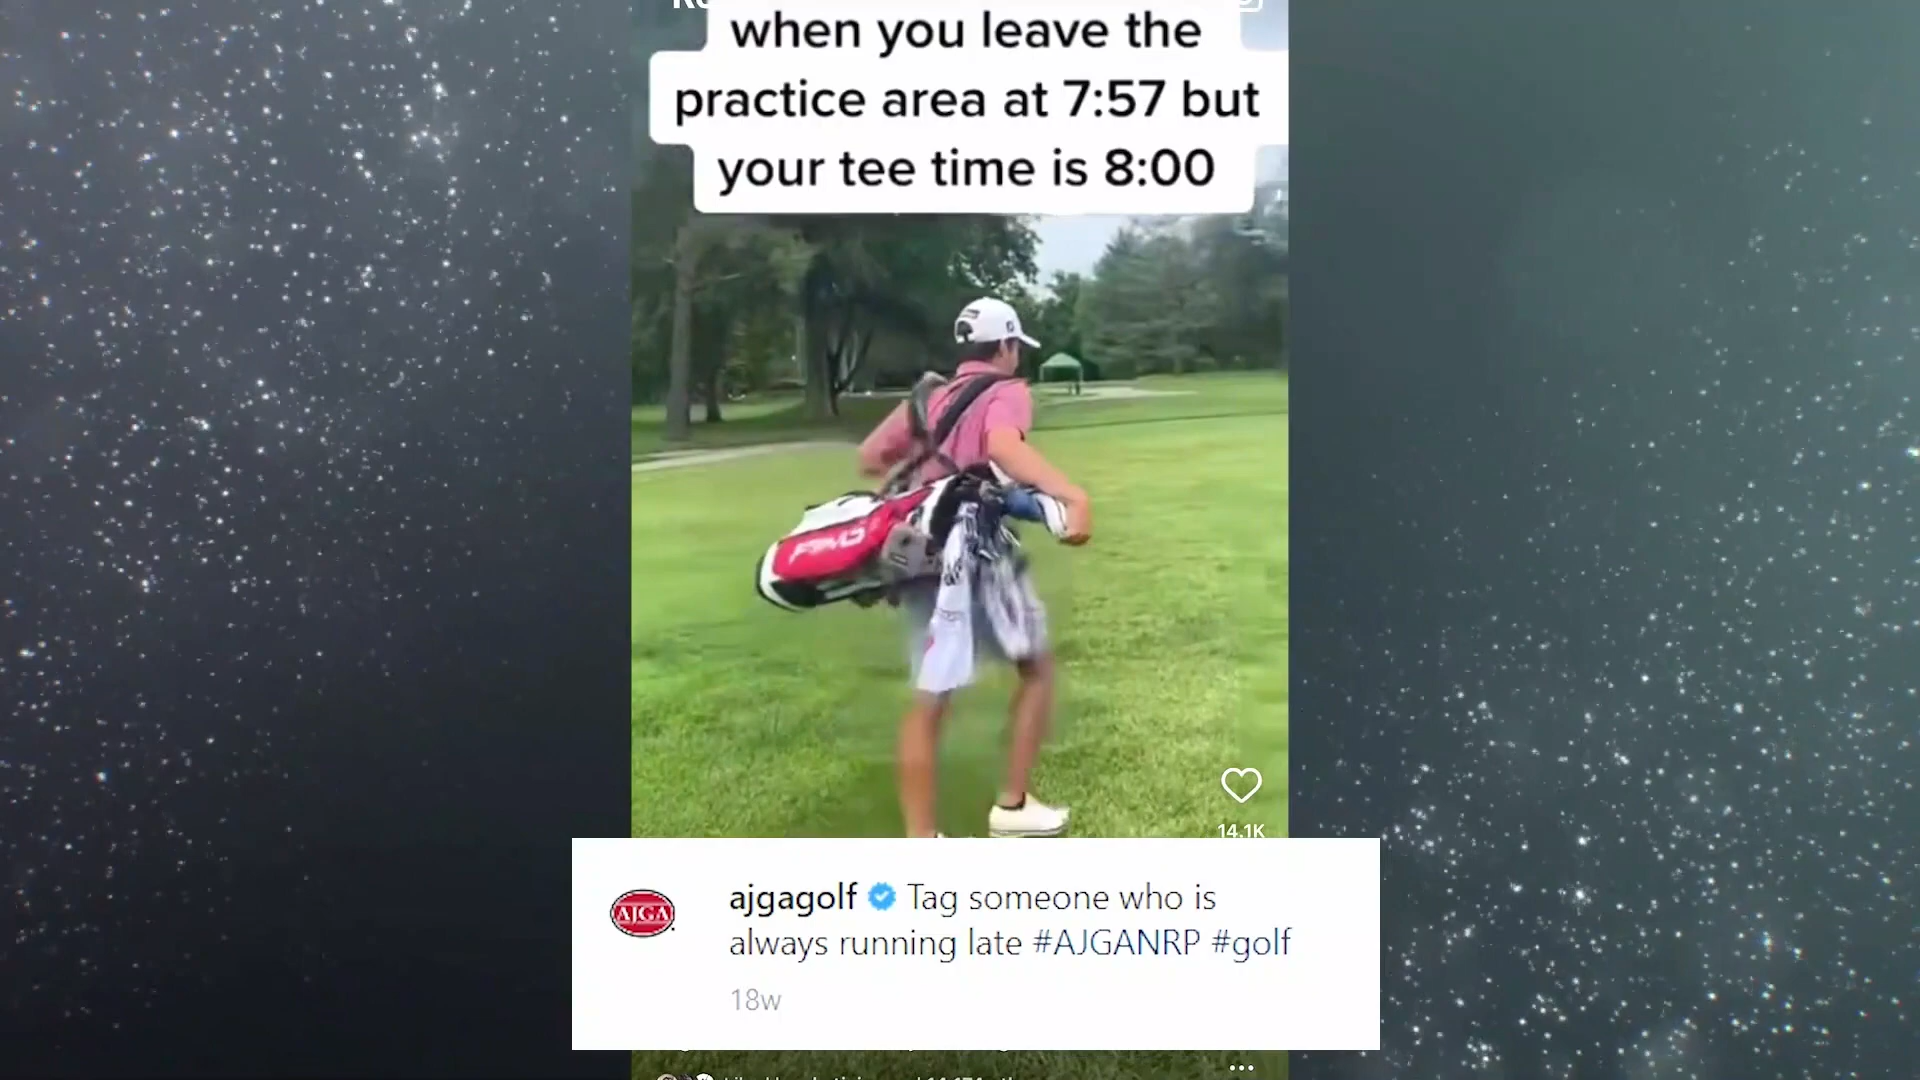 when you leave the
practice area at 7:57 but
your tee time is 8:00
PING
14.1K
AJGA
ajgagolf Tag someone who is
always running late #AJGANRP #golf
18w